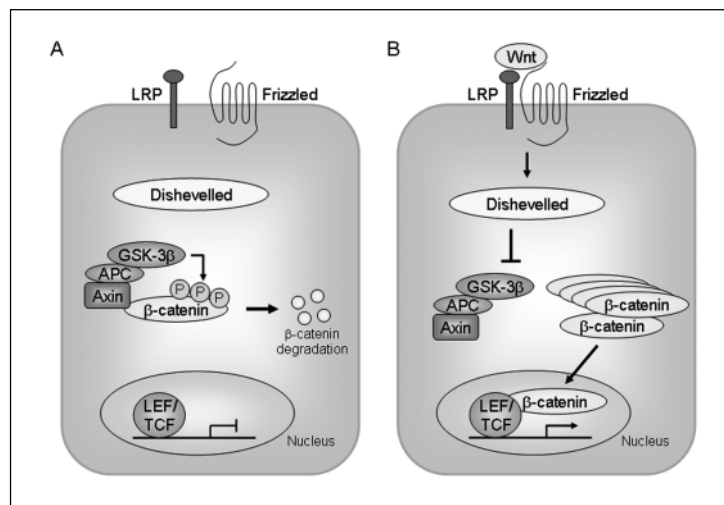 A
LRP
Frizzled
Dishevelled
GSK-3β
APC
Axin
P
P
P
β-catenin
β-catenin
degradation
LEF/
TCF
Nucleus
B
Wnt
LRP
Frizzled
Dishevelled
GSK-3β
APC
Axin
β-catenin
β-catenin
LEF/
TCF
β-catenin
Nucleus